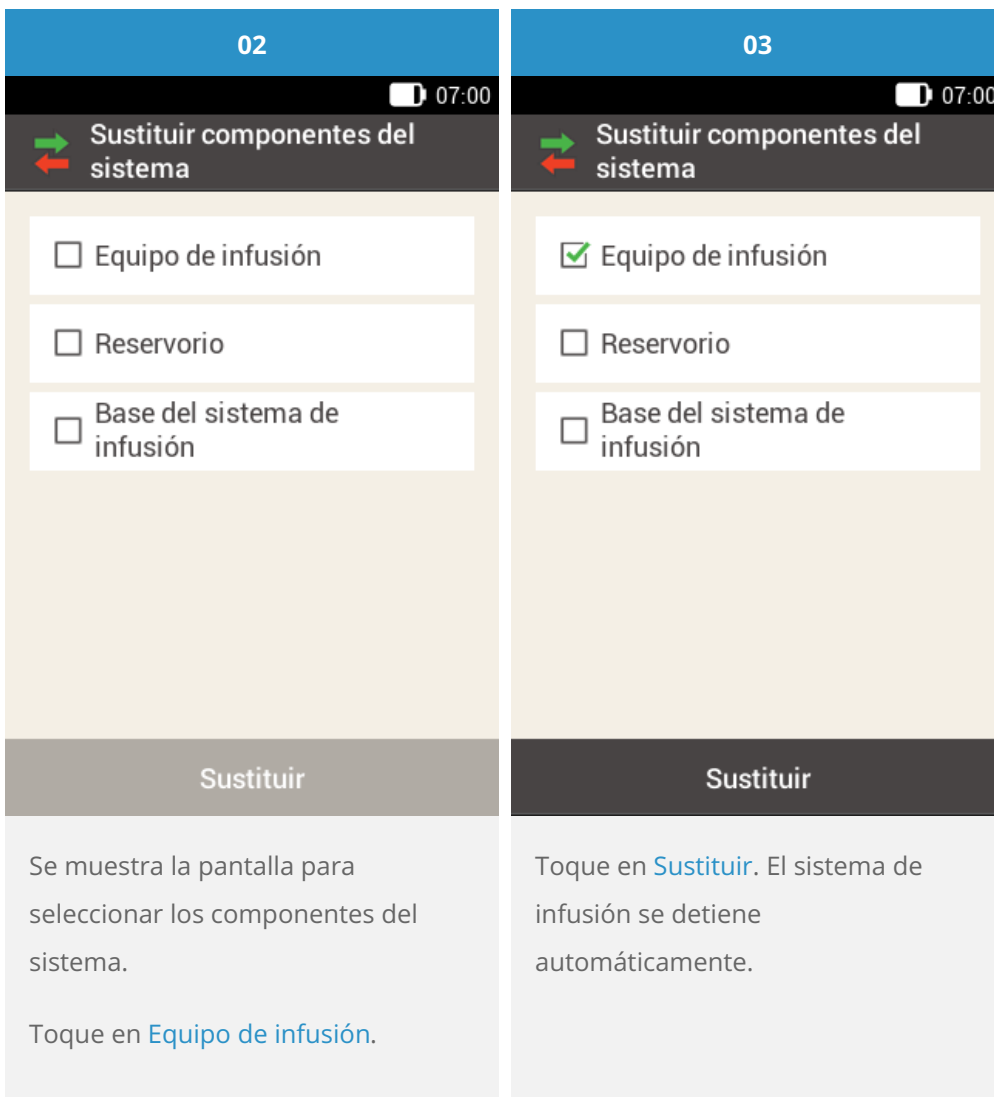 02
07:00
Sustituir componentes del
sistema
Equipo de infusión
Reservorio
Base del sistema de
infusión
Sustituir
Se muestra la pantalla para
seleccionar los componentes del
sistema.
Toque en Equipo de infusión.
03
07:00
Sustituir componentes del
sistema
Equipo de infusión
Reservorio
Base del sistema de
infusión
Sustituir
Toque en Sustituir. El sistema de
infusión se detiene
automáticamente.